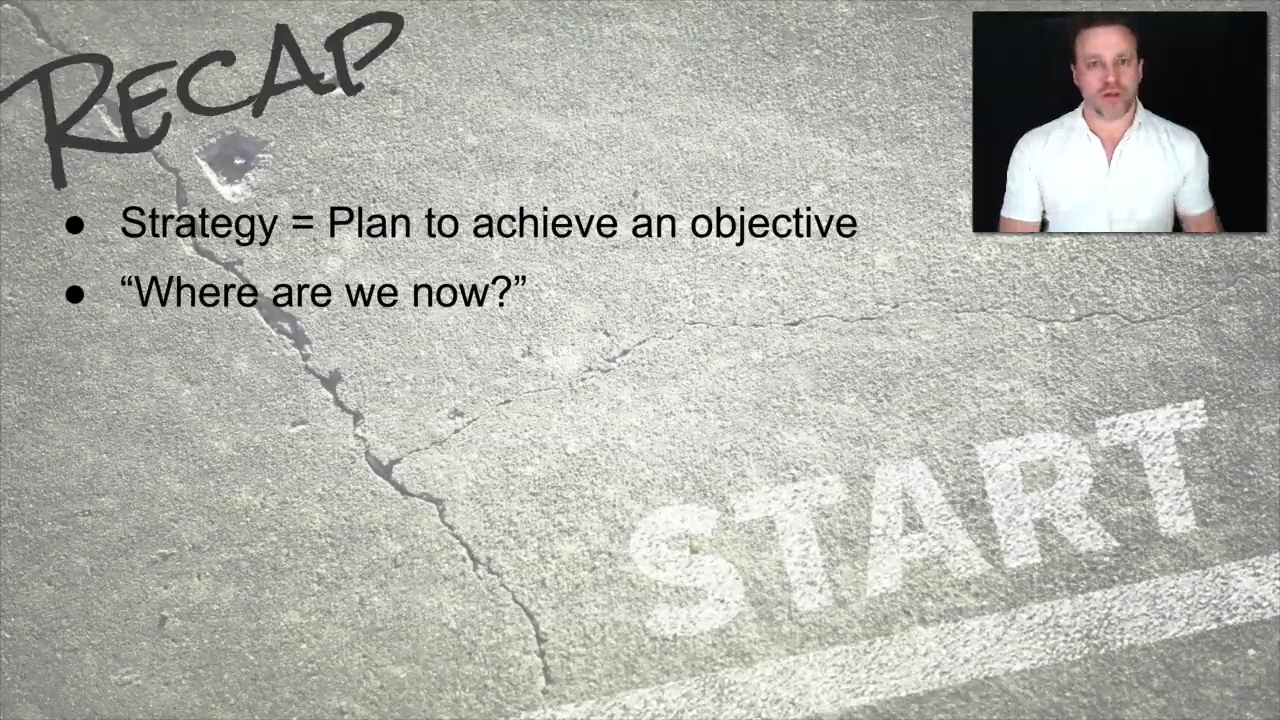 RECAP
● Strategy = Plan to achieve an objective
● “Where are we now?”
START